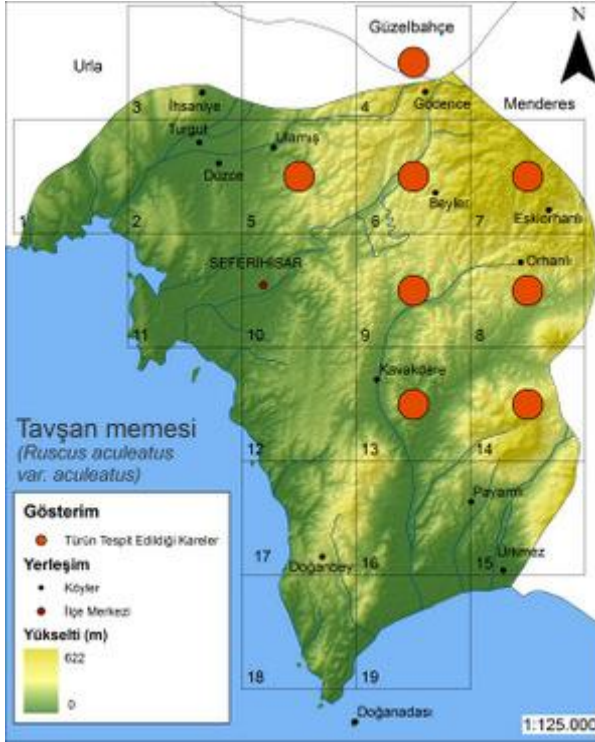 N
Güzelbahçe
Urla
3
4
Menderes
İhsaniye
Gödence
Turgut
Ulamış
Düzce
Beyler
Eskiorhanlı
1
2
5
6
7
SEFERİHİSAR
Orhanlı
11
10
9
8
Kavakdere
Tavşan memesi
(Ruscus aculeatus
var. aculeatus)
12
13
14
Payamlı
Gösterim
Türün Tespit Edildiği Kareler
Yerleşim
Köyler
İlçe Merkezi
Yükselti (m)
622
0
17
Doğanbey
16
15
Ürkmez
18
19
Doğanadası
1:125.000